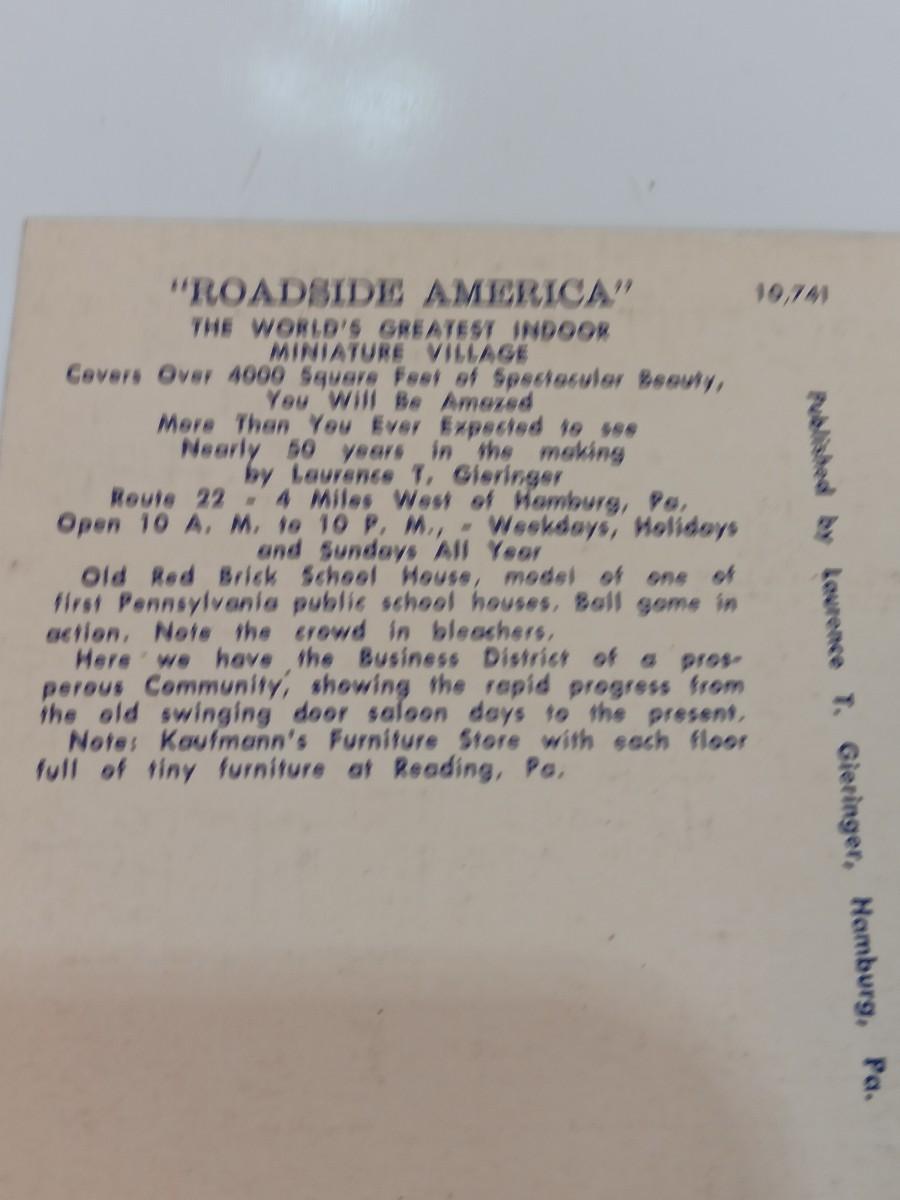 "ROADSIDE AMERICA"
10,741
THE WORLD'S GREATEST INDOOR
MINIATURE VILLAGE
Covers Over 4000 Square Feet of Spectacular Beauty,
You Will Be Amazed
More Than You Ever Expected to see
Nearly 50 years in the making
by Laurence T. Gieringer
Route 22 - 4 Miles West of Hamburg, Pa.
Open 10 A. M. to 10 P. M., - Weekdays, Holidays
and Sundays All Year
Old Red Brick School House, model of one of
first Pennsylvania public school houses. Ball game in
action. Note the crowd in bleachers.
Here we have the Business District of a pros-
perous Community, showing the rapid progress from
the old swinging door saloon days to the present.
Note: Kaufmann's Furniture Store with each floor
full of tiny furniture at Reading, Pa.
Published by Laurence T. Gieringer, Hamburg, Pa.